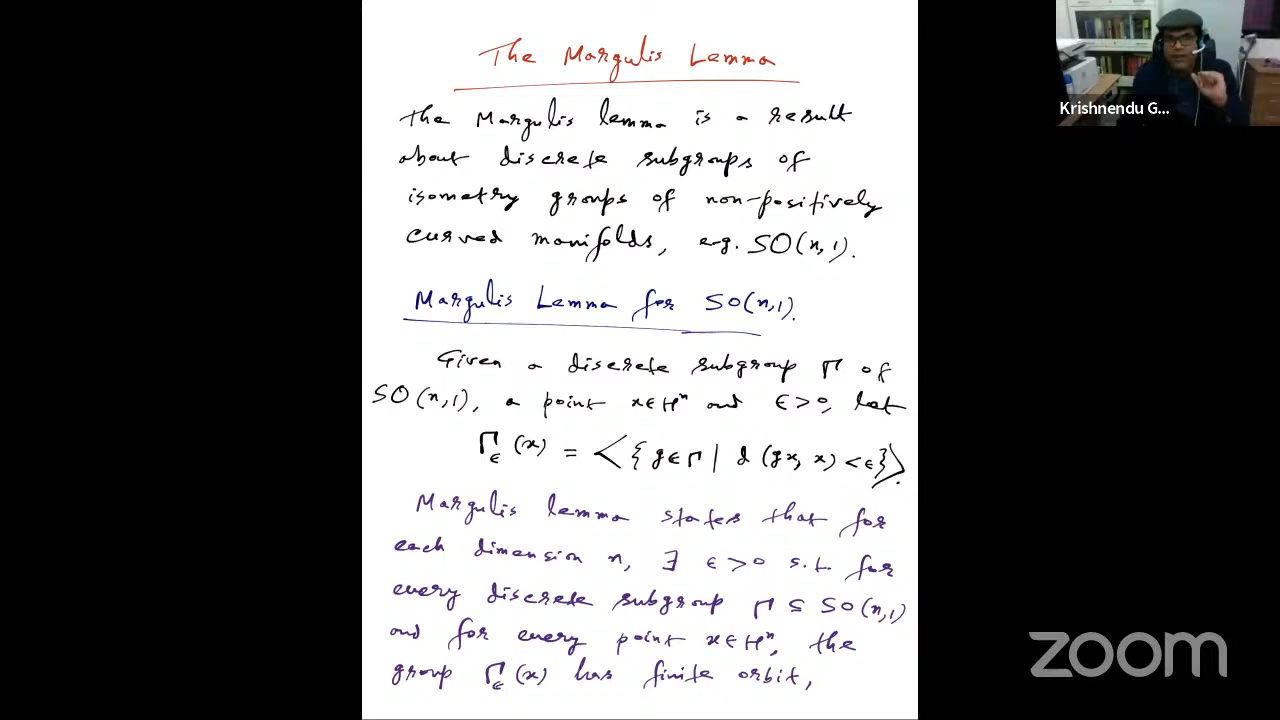 The Margulis Lemma
The Margulis lemma is a result
about discrete subgroups of
isometry groups of non-positively
curved manifolds, e.g. SO(n,1).
Margulis Lemma for SO(n,1).
Given a discrete subgroup Γ of
SO(n,1), a point x∈Hⁿ and ϵ>0, let
Γ_ϵ(x) = <{g∈Γ| d(gx, x)<ϵ}>.
Margulis lemma states that for
each dimension n, ∃ ϵ>0 s.t. for
every discrete subgroup Γ ⊆ SO(n,1)
and for every point x∈Hⁿ, the
group Γ_ϵ(x) has finite orbit,
Krishnendu G...
zoom